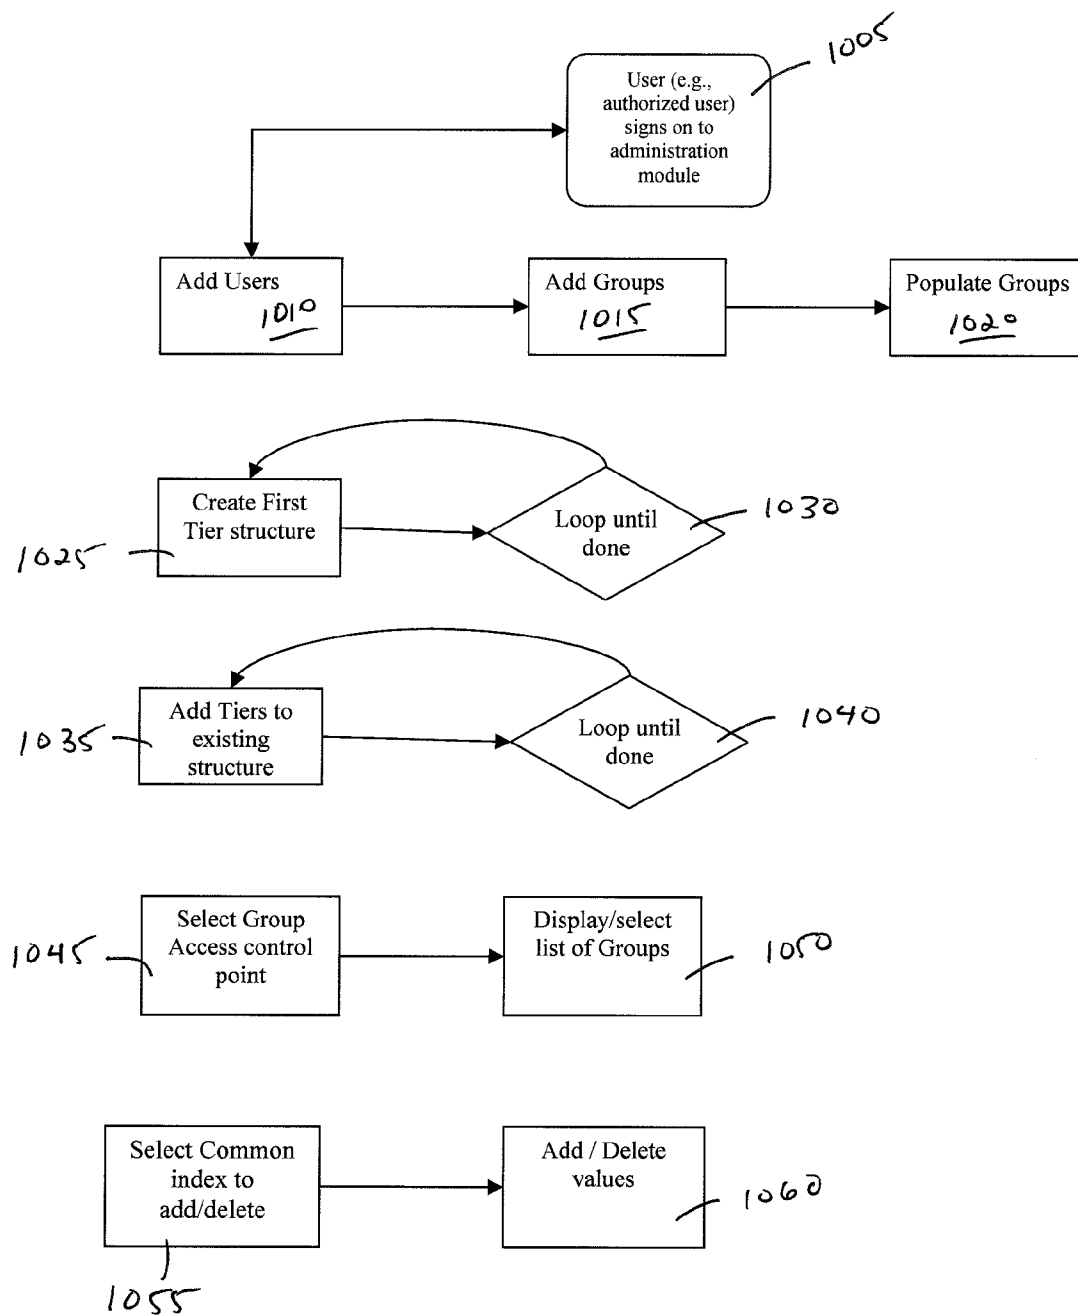 1005
User (e.g.,
authorized user)
signs on to
administration
module
Add Users
1010
Add Groups
1015
Populate Groups
1020
Create First
Tier structure
1025
Loop until
done
1030
Add Tiers to
existing
structure
1035
Loop until
done
1040
Select Group
Access control
point
1045
Display/select
list of Groups
1050
Select Common
index to
add/delete
1055
Add / Delete
values
1060